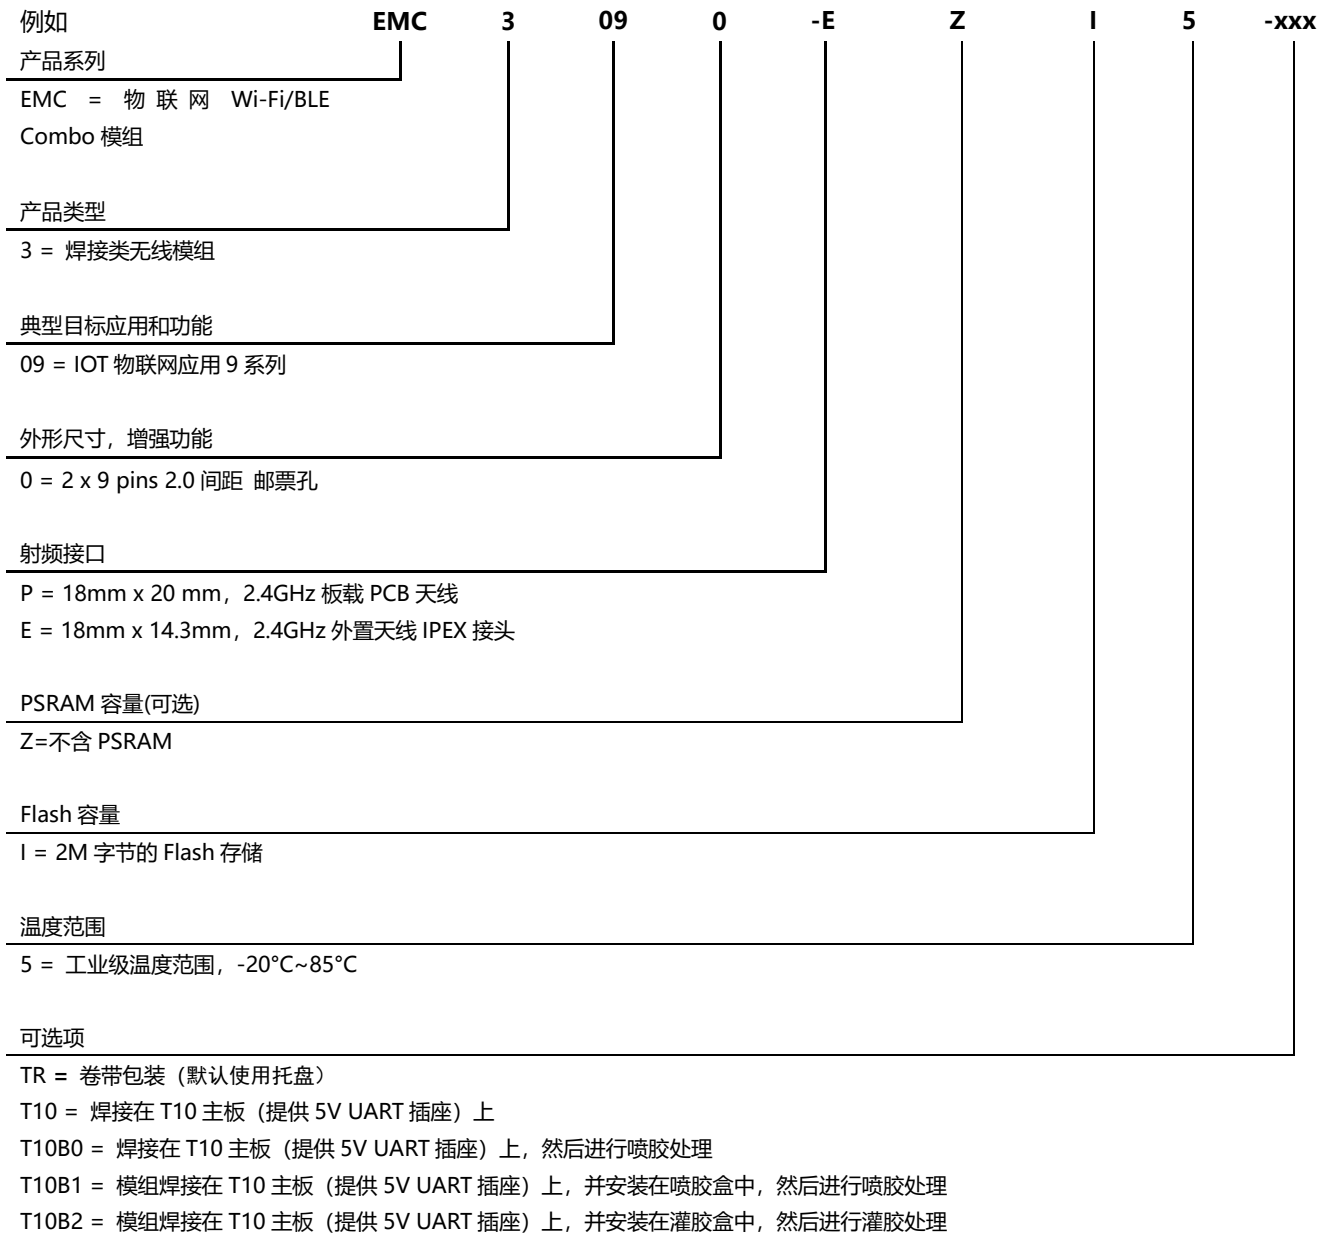 例如 EMC 3 09 0 -E Z I 5 -xxx
产品系列
EMC = 物 联 网 Wi-Fi/BLE
Combo 模组
产品类型
3 = 焊接类无线模组
典型目标应用和功能
09 = IOT 物联网应用 9 系列
外形尺寸，增强功能
0 = 2 x 9 pins 2.0 间距 邮票孔
射频接口
P = 18mm x 20 mm，2.4GHz 板载 PCB 天线
E = 18mm x 14.3mm，2.4GHz 外置天线 IPEX 接头
PSRAM 容量(可选)
Z=不含 PSRAM
Flash 容量
I = 2M 字节的 Flash 存储
温度范围
5 = 工业级温度范围，-20°C~85°C
可选项
TR = 卷带包装（默认使用托盘）
T10 = 焊接在 T10 主板（提供 5V UART 插座）上
T10B0 = 焊接在 T10 主板（提供 5V UART 插座）上，然后进行喷胶处理
T10B1 = 模组焊接在 T10 主板（提供 5V UART 插座）上，并安装在喷胶盒中，然后进行喷胶处理
T10B2 = 模组焊接在 T10 主板（提供 5V UART 插座）上，并安装在灌胶盒中，然后进行灌胶处理